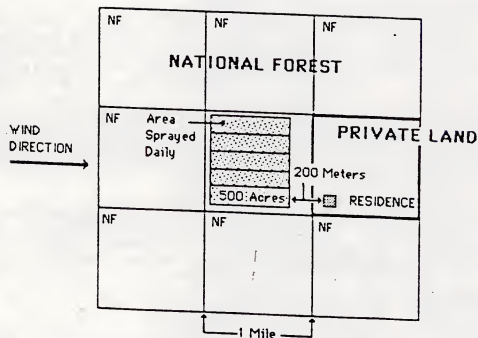 NF
NF
NF
NATIONAL FOREST
NF
Area
Sprayed
Daily
WIND
DIRECTION
PRIVATE LAND
200 Meters
500 Acres
RESIDENCE
NF
NF
NF
1 Mile